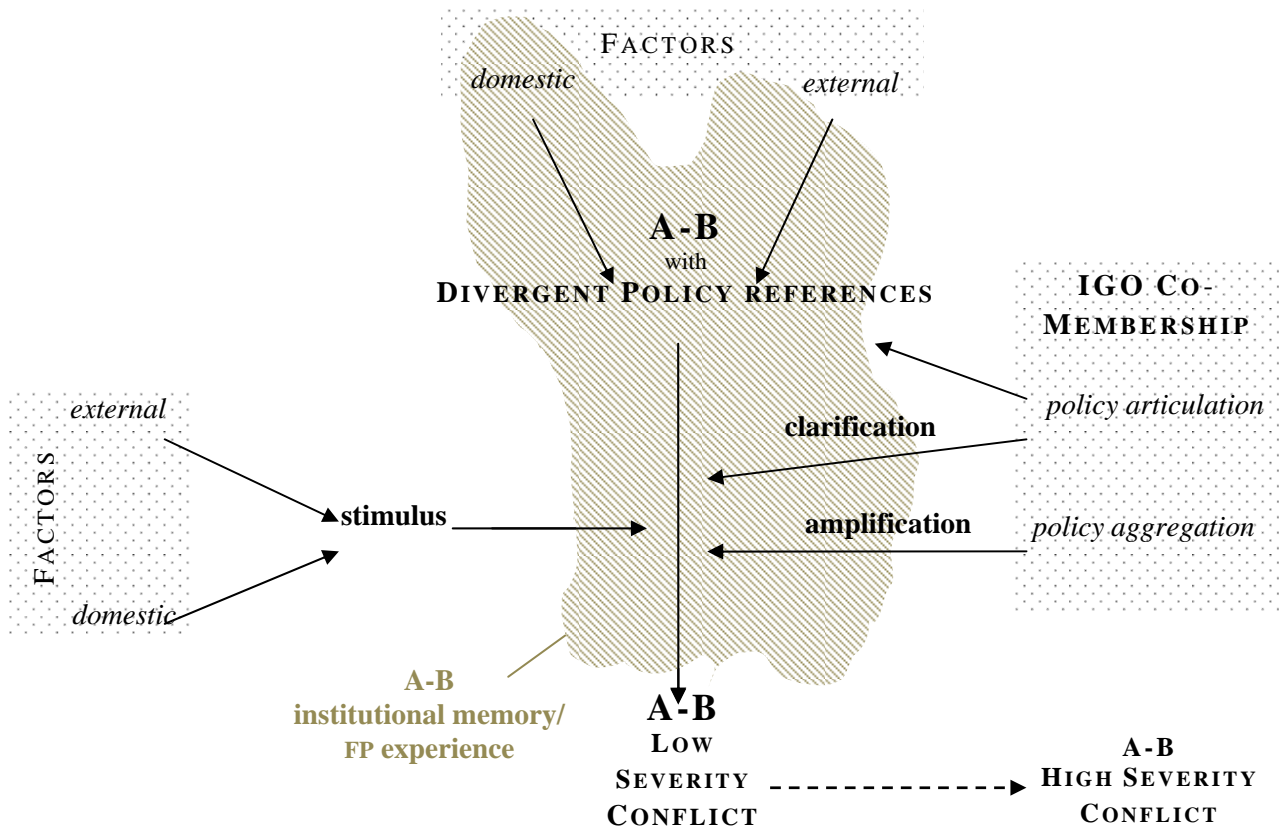 FACTORS
domestic
external
A-B
with
DIVERGENT POLICY REFERENCES
IGO CO-
MEMBERSHIP
policy articulation
clarification
external
FACTORS
stimulus
amplification
policy aggregation
domestic
A-B
institutional memory/
FP experience
A-B
LOW
SEVERITY
CONFLICT
A-B
HIGH SEVERITY
CONFLICT